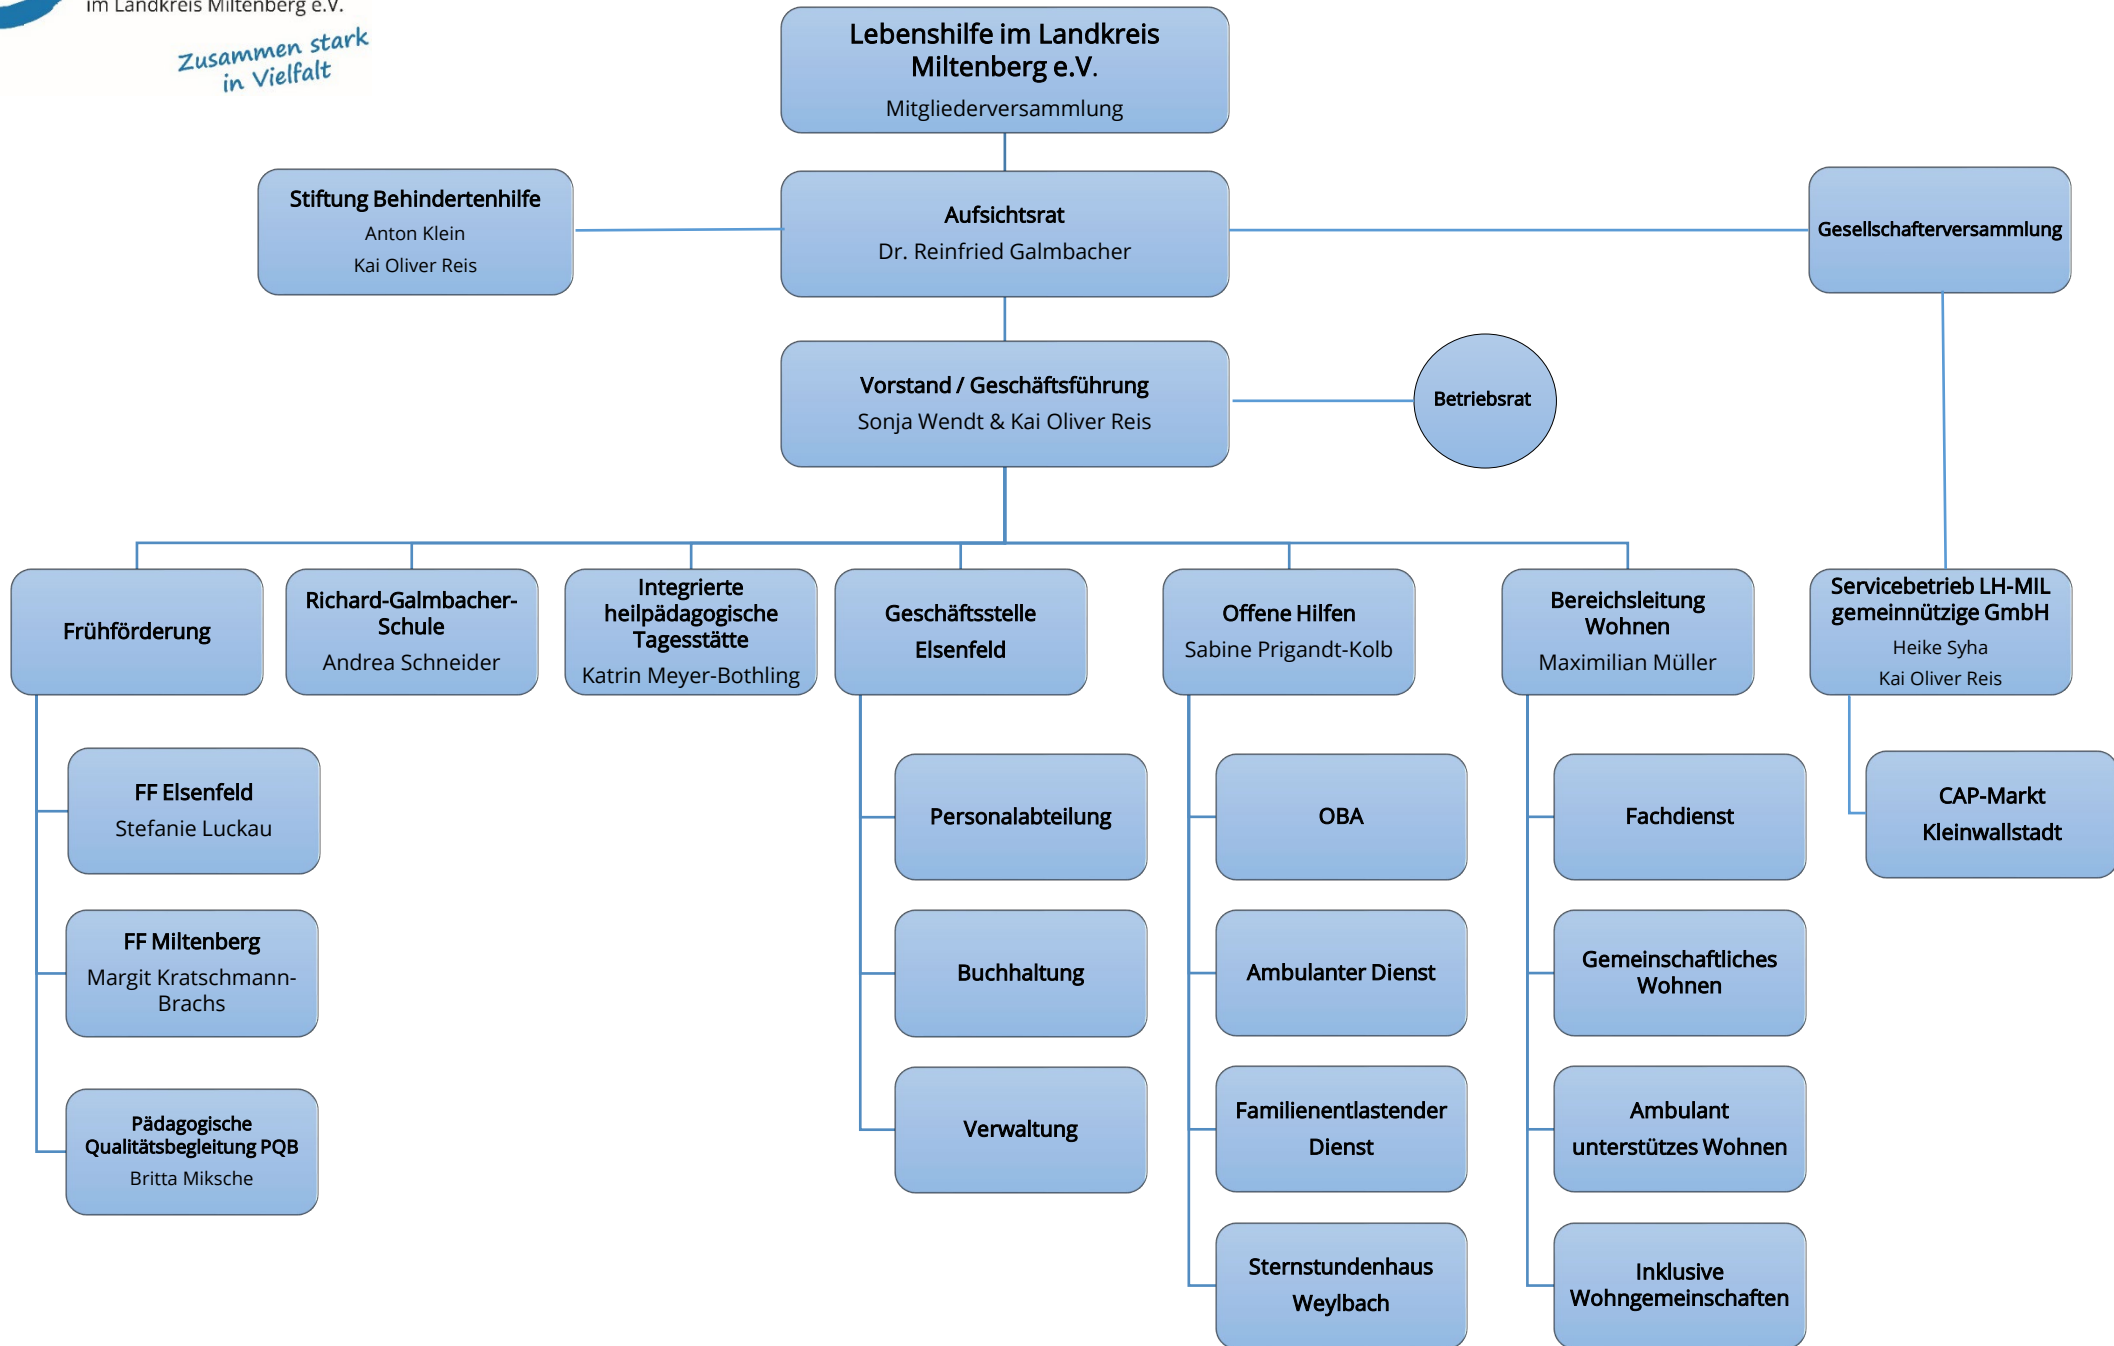 im Landkreis Miltenberg e.V.
Zusammen stark
in Vielfalt
Lebenshilfe im Landkreis
Miltenberg e.V.
Mitgliederversammlung
Stiftung Behindertenhilfe
Anton Klein
Kai Oliver Reis
Aufsichtsrat
Dr. Reinfried Galmbacher
Gesellschafterversammlung
Vorstand / Geschäftsführung
Sonja Wendt & Kai Oliver Reis
Betriebsrat
Frühförderung
Richard-Galmbacher-
Schule
Andrea Schneider
Integrierte
heilpädagogische
Tagesstätte
Katrin Meyer-Bothling
Geschäftsstelle
Elsenfeld
Offene Hilfen
Sabine Prigandt-Kolb
Bereichsleitung
Wohnen
Maximilian Müller
Servicebetrieb LH-MIL
gemeinnützige GmbH
Heike Syha
Kai Oliver Reis
FF Elsenfeld
Stefanie Luckau
FF Miltenberg
Margit Kratschmann-
Brachs
Pädagogische
Qualitätsbegleitung PQB
Britta Miksche
Personalabteilung
Buchhaltung
Verwaltung
OBA
Ambulanter Dienst
Familienentlastender
Dienst
Sternstundenhaus
Weylbach
Fachdienst
Gemeinschaftliches
Wohnen
Ambulant
unterstützes Wohnen
Inklusive
Wohngemeinschaften
CAP-Markt
Kleinwallstadt